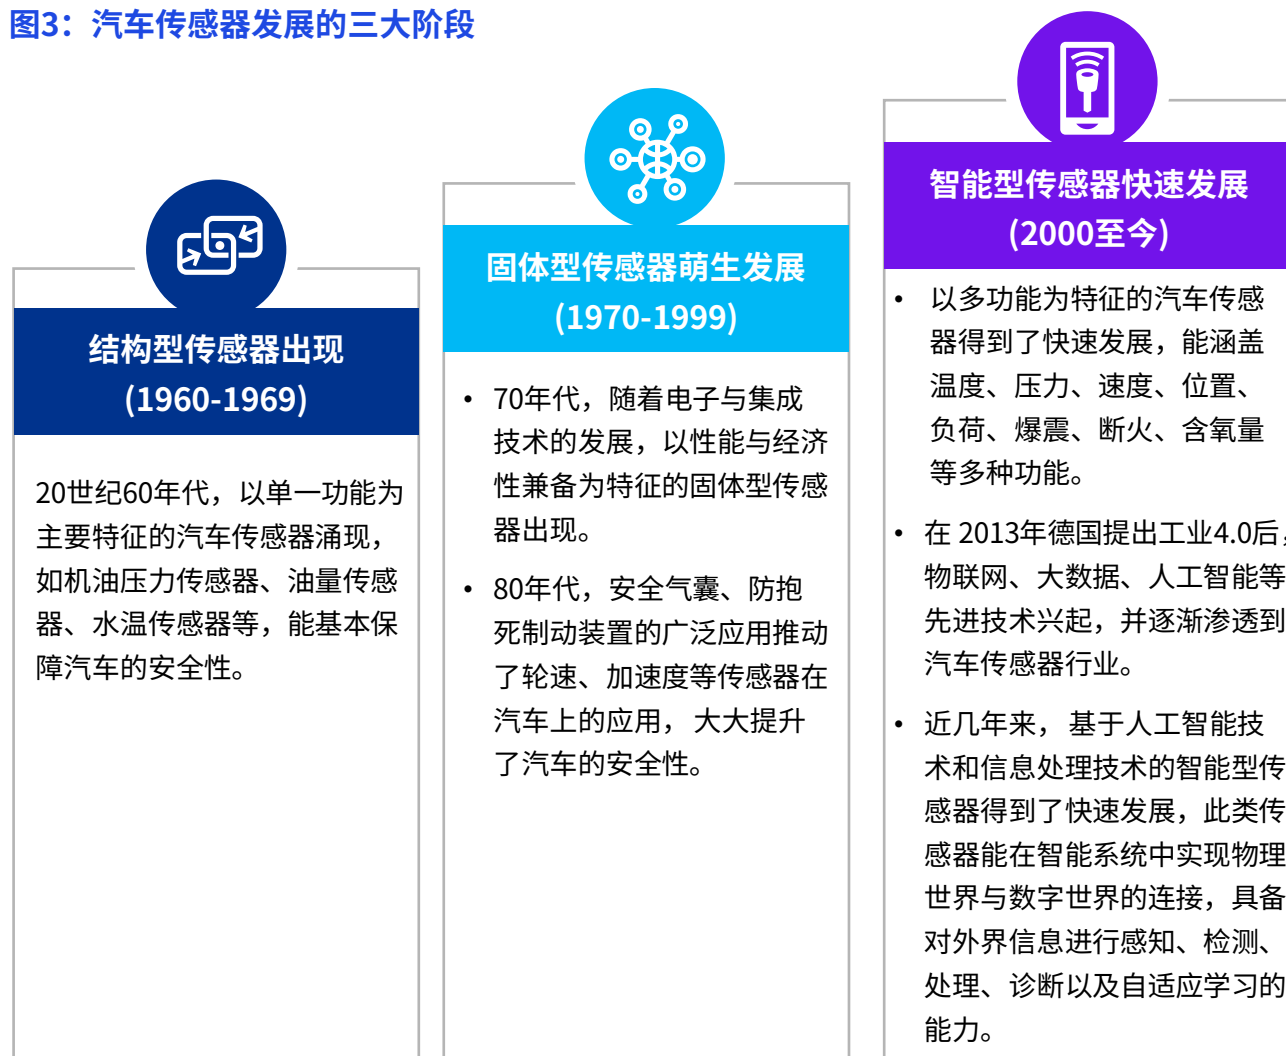 图3：汽车传感器发展的三大阶段
结构型传感器出现
(1960-1969)
20世纪60年代，以单一功能为
主要特征的汽车传感器涌现，
如机油压力传感器、油量传感
器、水温传感器等，能基本保
障汽车的安全性。
固体型传感器萌生发展
(1970-1999)
• 70年代，随着电子与集成
技术的发展，以性能与经济
性兼备为特征的固体型传感
器出现。
• 80年代，安全气囊、防抱
死制动装置的广泛应用推动
了轮速、加速度等传感器在
汽车上的应用， 大大提升
了汽车的安全性。
智能型传感器快速发展
(2000至今)
• 以多功能为特征的汽车传感
器得到了快速发展，能涵盖
温度、压力、速度、位置、
负荷、爆震、断火、含氧量
等多种功能。
• 在 2013年德国提出工业4.0后，
物联网、大数据、人工智能等
先进技术兴起，并逐渐渗透到
汽车传感器行业。
• 近几年来， 基于人工智能技
术和信息处理技术的智能型传
感器得到了快速发展，此类传
感器能在智能系统中实现物理
世界与数字世界的连接，具备
对外界信息进行感知、检测、
处理、诊断以及自适应学习的
能力。